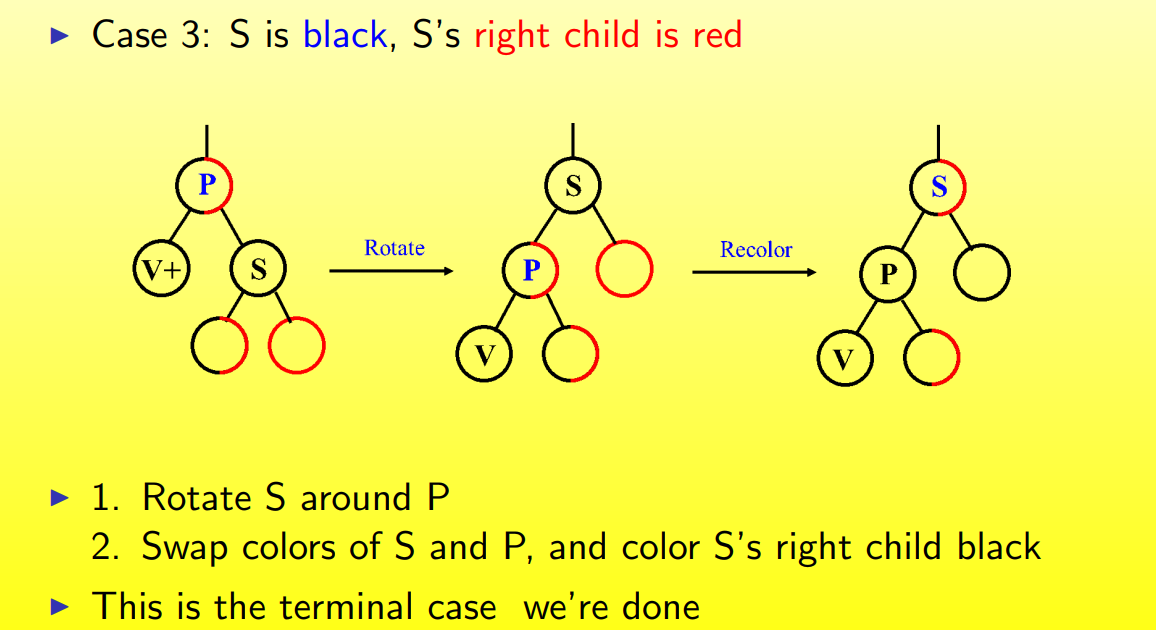 ▶ Case 3: S is black, S's right child is red
P
S
S
V+
S
Rotate
P
Recolor
P
V
V
▶ 1. Rotate S around P
2. Swap colors of S and P, and color S's right child black
▶ This is the terminal case we're done